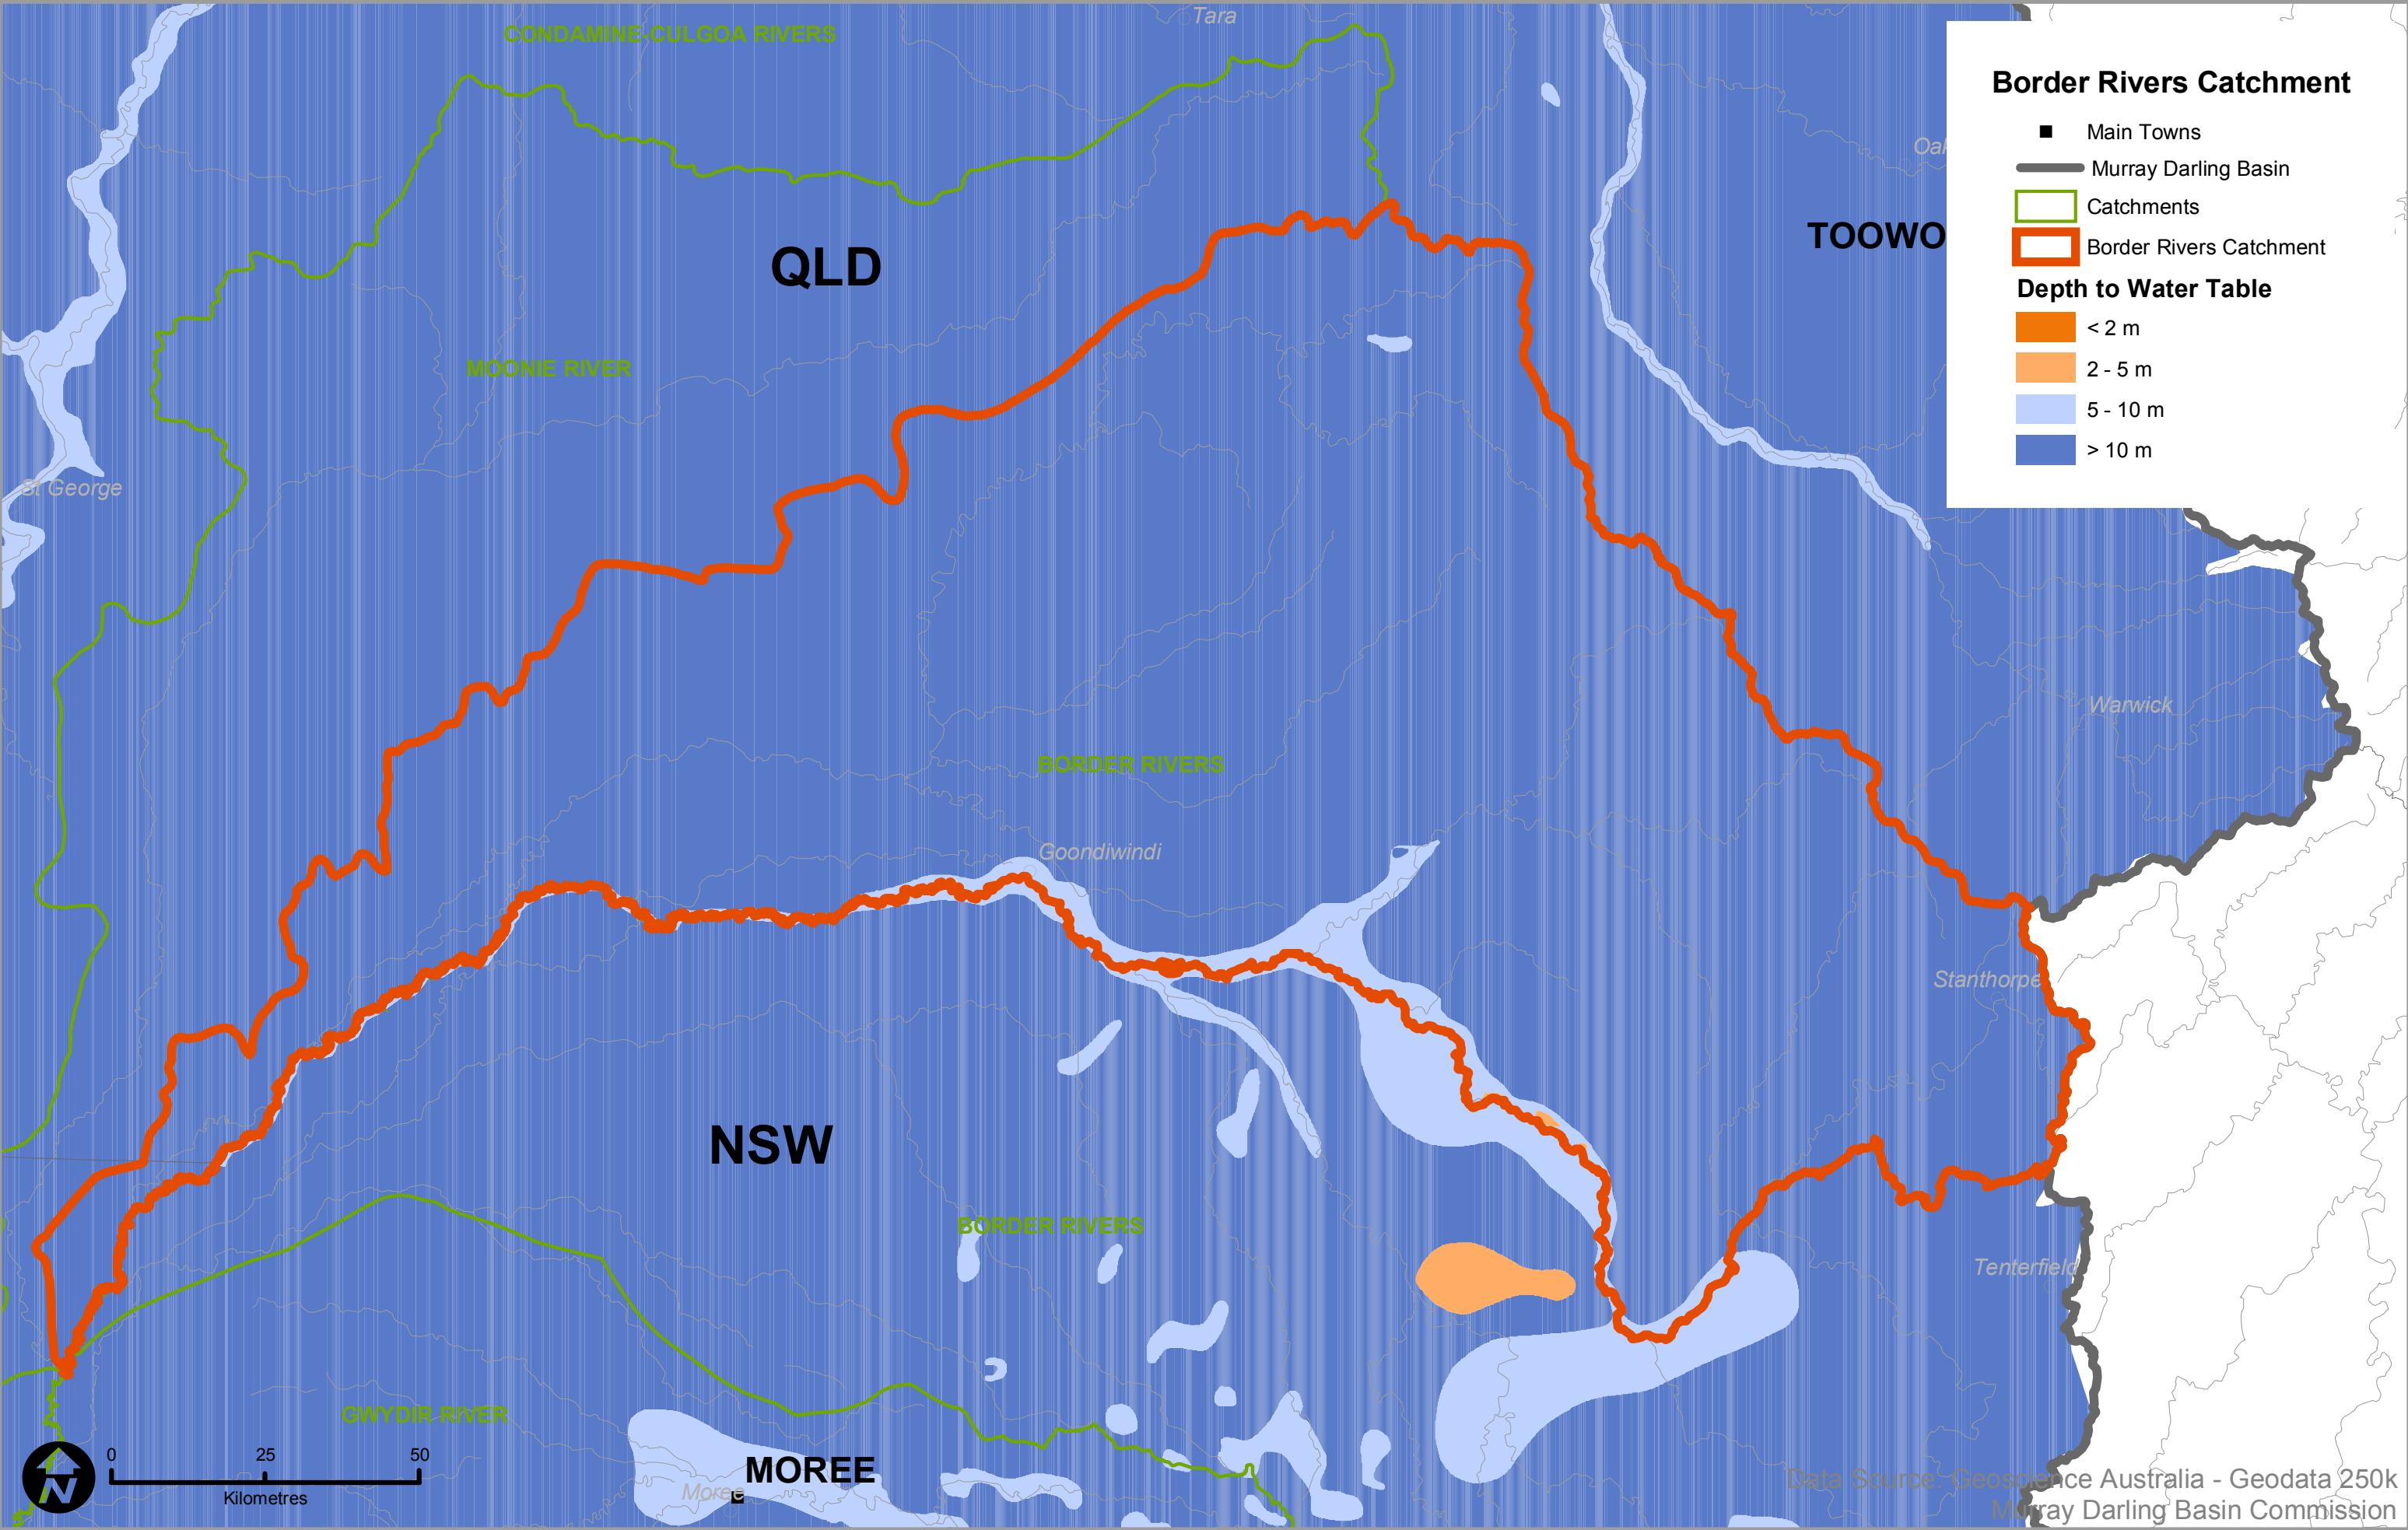 CONDAMINE-CULGOA RIVERS
Tara
Border Rivers Catchment
Main Towns
Murray Darling Basin
Catchments
Border Rivers Catchment
Depth to Water Table
< 2 m
2 - 5 m
5 - 10 m
> 10 m
Oak
TOOWO
QLD
MOONIE RIVER
St George
Warwick
BORDER RIVERS
Goondiwindi
Stanthorpe
NSW
BORDER RIVERS
Tenterfield
GWYDIR RIVER
MOREE
Moree
N
0 25 50
Kilometres
Data Source: Geoscience Australia - Geodata 250k
Murray Darling Basin Commission